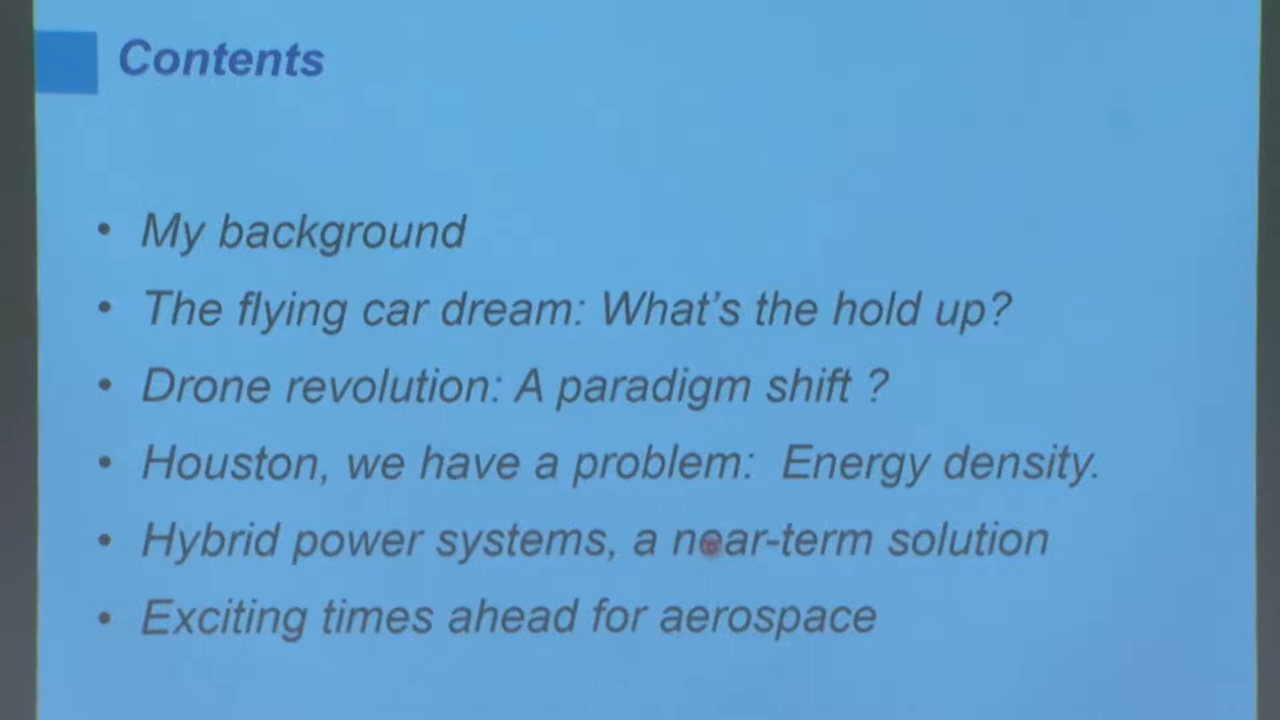 Contents
• My background
• The flying car dream: What's the hold up?
• Drone revolution: A paradigm shift ?
• Houston, we have a problem:  Energy density.
• Hybrid power systems, a near-term solution
• Exciting times ahead for aerospace